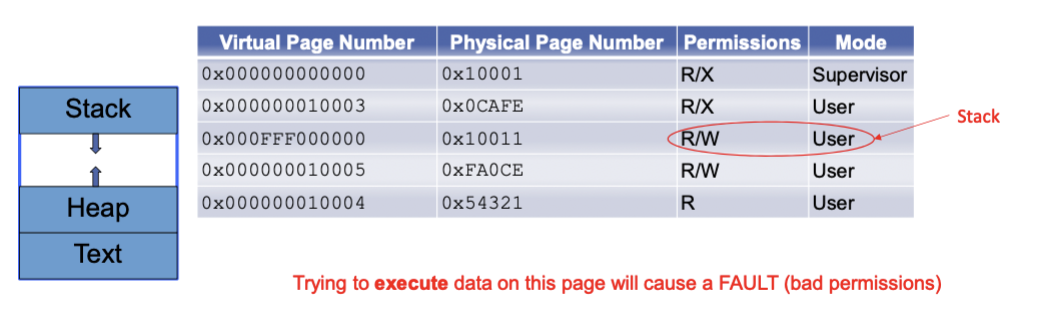 Virtual Page Number Physical Page Number Permissions Mode
0x000000000000 0x10001 R/X Supervisor
0x000000010003 0x0CAFE R/X User
0x000FFF000000 0x10011 R/W User
0x000000010005 0xFA0CE R/W User
0x000000010004 0x54321 R User
Stack
Stack
Heap
Text
Trying to execute data on this page will cause a FAULT (bad permissions)